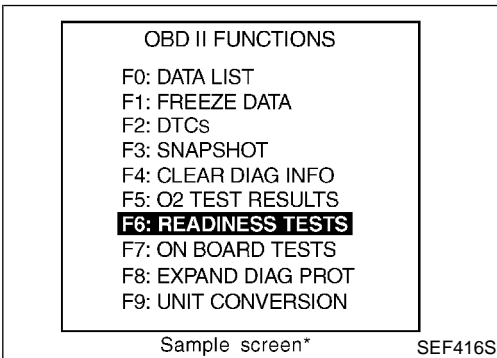 OBD II FUNCTIONS
F0: DATA LIST
F1: FREEZE DATA
F2: DTCs
F3: SNAPSHOT
F4: CLEAR DIAG INFO
F5: O2 TEST RESULTS
F6: READINESS TESTS
F7: ON BOARD TESTS
F8: EXPAND DIAG PROT
F9: UNIT CONVERSION
Sample screen*
SEF416S